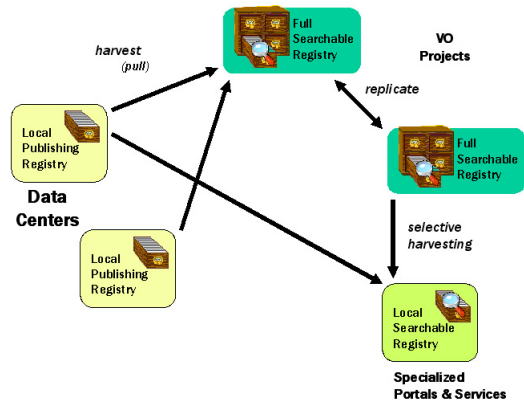 Full
Searchable
Registry
VO
Projects
harvest
(pull)
replicate
Local
Publishing
Registry
Full
Searchable
Registry
Data
Centers
Local
Publishing
Registry
selective
harvesting
Local
Searchable
Registry
Specialized
Portals & Services